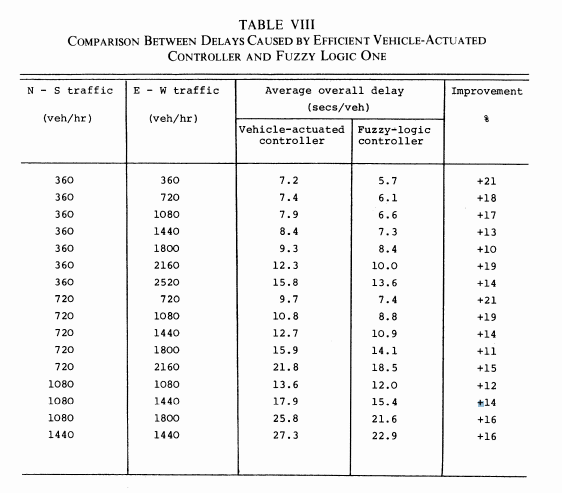 TABLE VIII
COMPARISON BETWEEN DELAYS CAUSED BY EFFICIENT VEHICLE-ACTUATED
CONTROLLER AND FUZZY LOGIC ONE
N - S traffic E - W traffic Average overall delay Improvement
(secs/veh)
(veh/hr) (veh/hr) %
Vehicle-actuated Fuzzy-logic
controller controller
360 360 7.2 5.7 +21
360 720 7.4 6.1 +18
360 1080 7.9 6.6 +17
360 1440 8.4 7.3 +13
360 1800 9.3 8.4 +10
360 2160 12.3 10.0 +19
360 2520 15.8 13.6 +14
720 720 9.7 7.4 +21
720 1080 10.8 8.8 +19
720 1440 12.7 10.9 +14
720 1800 15.9 14.1 +11
720 2160 21.8 18.5 +15
1080 1080 13.6 12.0 +12
1080 1440 17.9 15.4 +14
1080 1800 25.8 21.6 +16
1440 1440 27.3 22.9 +16